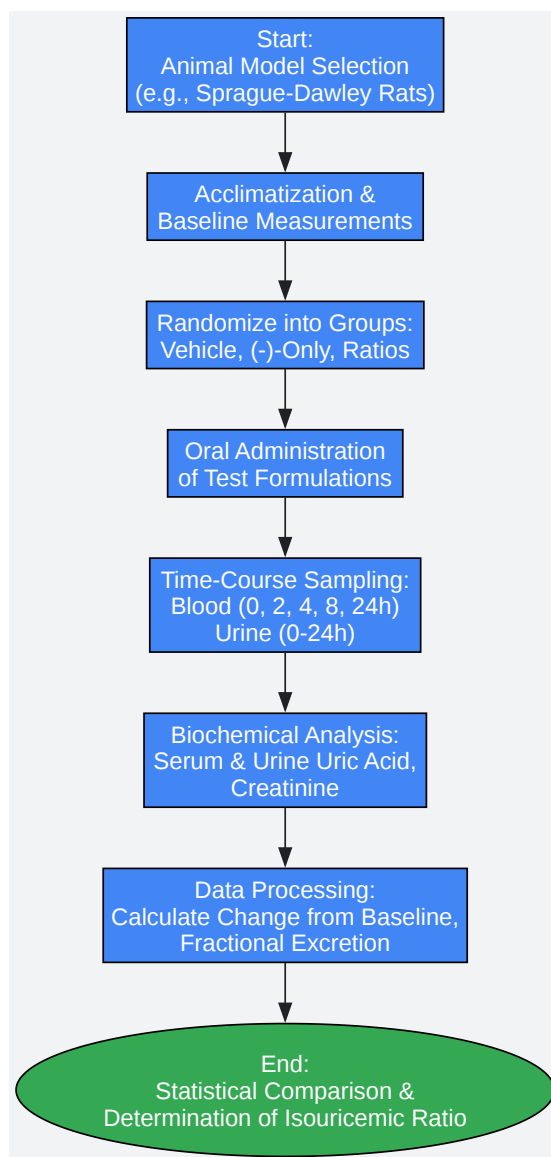 Start:
Animal Model Selection
(e.g., Sprague-Dawley Rats)
Acclimatization &
Baseline Measurements
Randomize into Groups:
Vehicle, (-)-Only, Ratios
Oral Administration
of Test Formulations
Time-Course Sampling:
Blood (0, 2, 4, 8, 24h)
Urine (0-24h)
Biochemical Analysis:
Serum & Urine Uric Acid,
Creatinine
Data Processing:
Calculate Change from Baseline,
Fractional Excretion
End:
Statistical Comparison &
Determination of Isouricemic Ratio